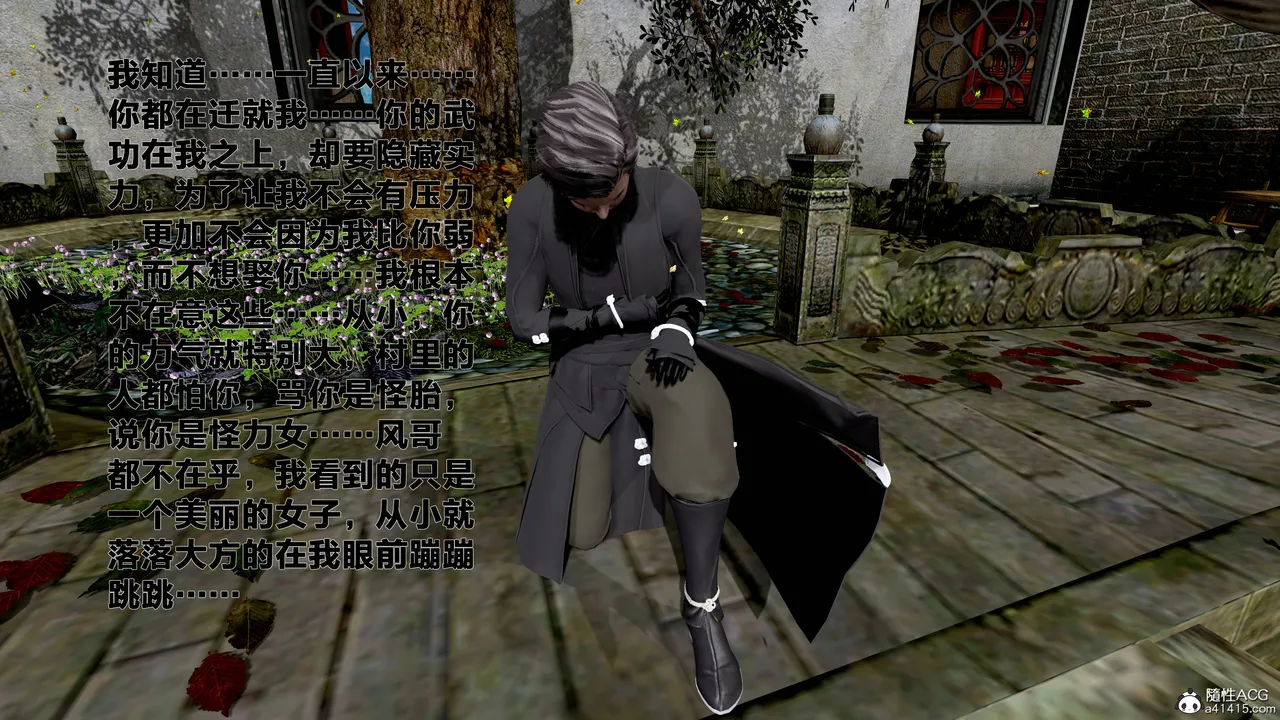 我知道……一直以来……
你都在迁就我……你的武
功在我之上，却要隐藏实
力，为了让我不会有压力
，更加不会因为我比你弱
，而不想娶你……我根本
不在意这些……从小，你
的力气就特别大，村里的
人都怕你，骂你是怪胎，
说你是怪力女……风哥
都不在乎，我看到的只是
一个美丽的女子，从小就
落落大方的在我眼前蹦蹦
跳跳……
隨性ACG
a41415.com